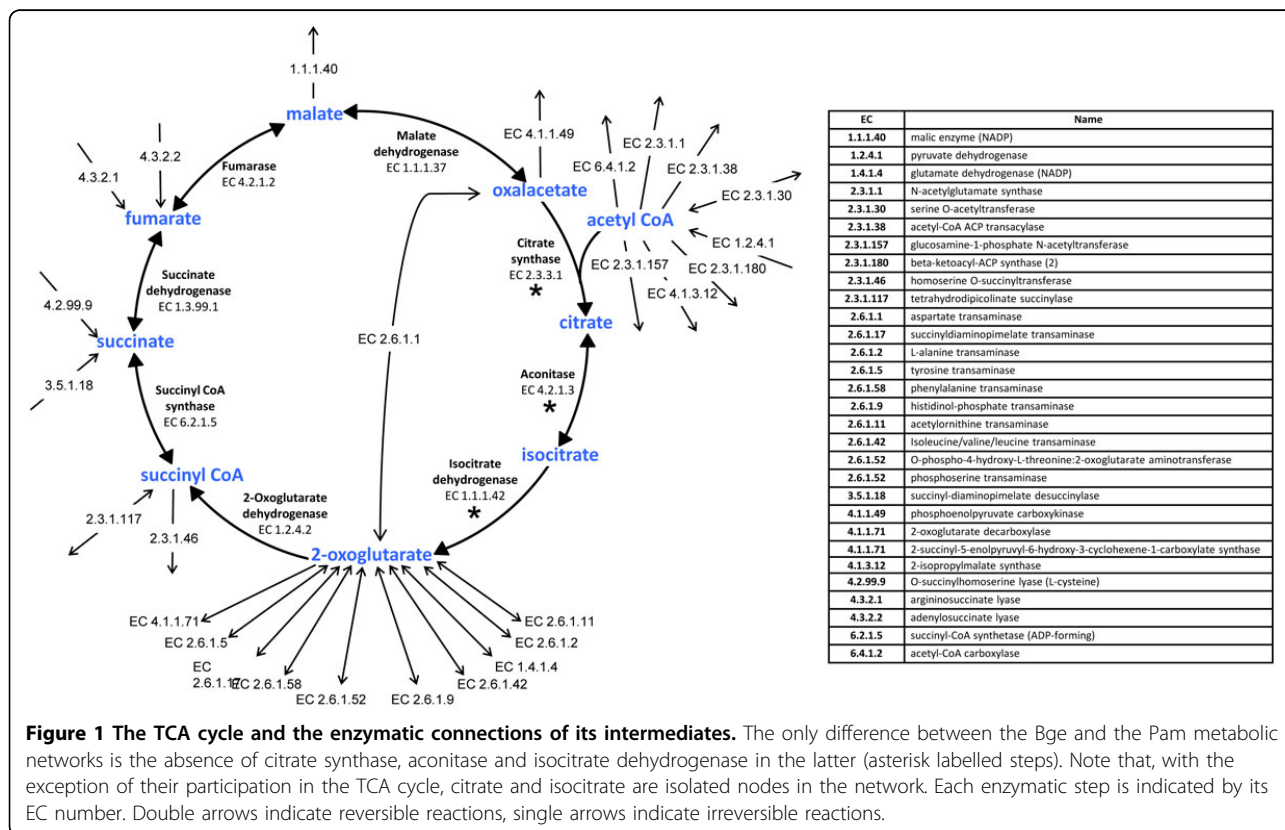 1.1.1.40
malate
Malate
dehydrogenase
EC 1.1.1.37
EC 4.1.1.49
EC 2.3.1.1
EC 6.4.1.2
EC 2.3.1.38
4.3.2.2
4.3.2.1
Fumarase
EC 4.2.1.2
oxalacetate
EC 2.3.1.30
fumarate
acetyl CoA
Citrate
synthase
EC 2.3.3.1
*
EC 1.2.4.1
EC 2.3.1.157
EC 2.3.1.180
EC 4.1.3.12
Succinate
dehydrogenase
EC 1.3.99.1
4.2.99.9
citrate
succinate
EC 2.6.1.1
3.5.1.18
Aconitase
EC 4.2.1.3
*
Succinyl CoA
synthase
EC 6.2.1.5
isocitrate
succinyl CoA
Isocitrate
dehydrogenase
EC 1.1.1.42
*
2-Oxoglutarate
dehydrogenase
EC 1.2.4.2
2.3.1.117
2.3.1.46
2-oxoglutarate
EC 4.1.1.71
EC 2.6.1.5
EC
2.6.1.17
EC 2.6.1.58
EC 2.6.1.52
EC 2.6.1.9
EC 2.6.1.42
EC 1.4.1.4
EC 2.6.1.2
EC 2.6.1.11
EC Name
1.1.1.40 malic enzyme (NADP)
1.2.4.1 pyruvate dehydrogenase
1.4.1.4 glutamate dehydrogenase (NADP)
2.3.1.1 N-acetylglutamate synthase
2.3.1.30 serine O-acetyltransferase
2.3.1.38 acetyl-CoA ACP transacylase
2.3.1.157 glucosamine-1-phosphate N-acetyltransferase
2.3.1.180 beta-ketoacyl-ACP synthase (2)
2.3.1.46 homoserine O-succinyltransferase
2.3.1.117 tetrahydrodipicolinate succinylase
2.6.1.1 aspartate transaminase
2.6.1.17 succinyldiaminopimelate transaminase
2.6.1.2 L-alanine transaminase
2.6.1.5 tyrosine transaminase
2.6.1.58 phenylalanine transaminase
2.6.1.9 histidinol-phosphate transaminase
2.6.1.11 acetylornithine transaminase
2.6.1.42 Isoleucine/valine/leucine transaminase
2.6.1.52 O-phospho-4-hydroxy-L-threonine:2-oxoglutarate aminotransferase
2.6.1.52 phosphoserine transaminase
3.5.1.18 succinyl-diaminopimelate desuccinylase
4.1.1.49 phosphoenolpyruvate carboxykinase
4.1.1.71 2-oxoglutarate decarboxylase
4.1.1.71 2-succinyl-5-enolpyruvyl-6-hydroxy-3-cyclohexene-1-carboxylate synthase
4.1.3.12 2-isopropylmalate synthase
4.2.99.9 O-succinylhomoserine lyase (L-cysteine)
4.3.2.1 argininosuccinate lyase
4.3.2.2 adenylosuccinate lyase
6.2.1.5 succinyl-CoA synthetase (ADP-forming)
6.4.1.2 acetyl-CoA carboxylase
Figure 1 The TCA cycle and the enzymatic connections of its intermediates. The only difference between the Bge and the Pam metabolic
networks is the absence of citrate synthase, aconitase and isocitrate dehydrogenase in the latter (asterisk labelled steps). Note that, with the
exception of their participation in the TCA cycle, citrate and isocitrate are isolated nodes in the network. Each enzymatic step is indicated by its
EC number. Double arrows indicate reversible reactions, single arrows indicate irreversible reactions.